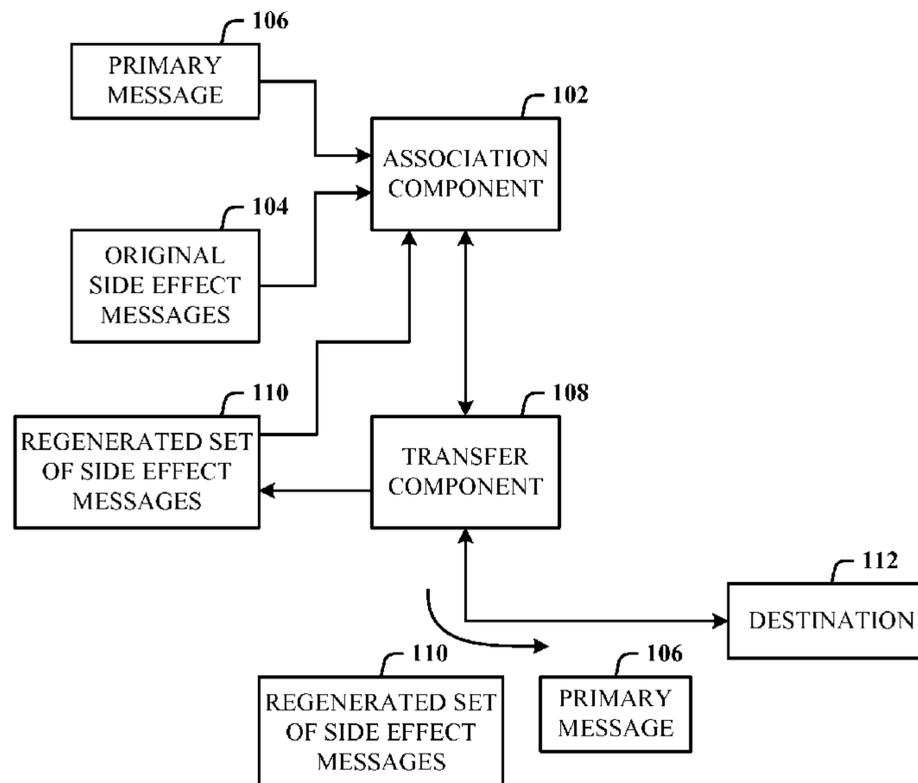 106
PRIMARY
MESSAGE
102
ASSOCIATION
COMPONENT
104
ORIGINAL
SIDE EFFECT
MESSAGES
110
REGENERATED SET
OF SIDE EFFECT
MESSAGES
108
TRANSFER
COMPONENT
112
DESTINATION
110
REGENERATED SET
OF SIDE EFFECT
MESSAGES
106
PRIMARY
MESSAGE